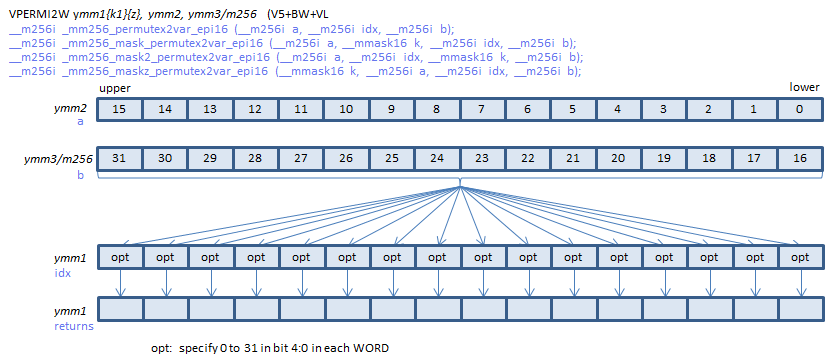 VPERMI2W ymm1{k1}{z}, ymm2, ymm3/m256 (V5+BW+VL
__m256i _mm256_permutex2var_epi16 (__m256i a, __m256i idx, __m256i b);
__m256i _mm256_mask_permutex2var_epi16 (__m256i a, __mmask16 k, __m256i idx, __m256i b);
__m256i _mm256_mask2_permutex2var_epi16 (__m256i a, __m256i idx, __mmask16 k, __m256i b);
__m256i _mm256_maskz_permutex2var_epi16 (__mmask16 k, __m256i a, __m256i idx, __m256i b);
upper lower
ymm2 15 14 13 12 11 10 9 8 7 6 5 4 3 2 1 0
a
ymm3/m256 31 30 29 28 27 26 25 24 23 22 21 20 19 18 17 16
b
ymm1 opt opt opt opt opt opt opt opt opt opt opt opt opt opt opt opt
idx
ymm1
returns
opt: specify 0 to 31 in bit 4:0 in each WORD